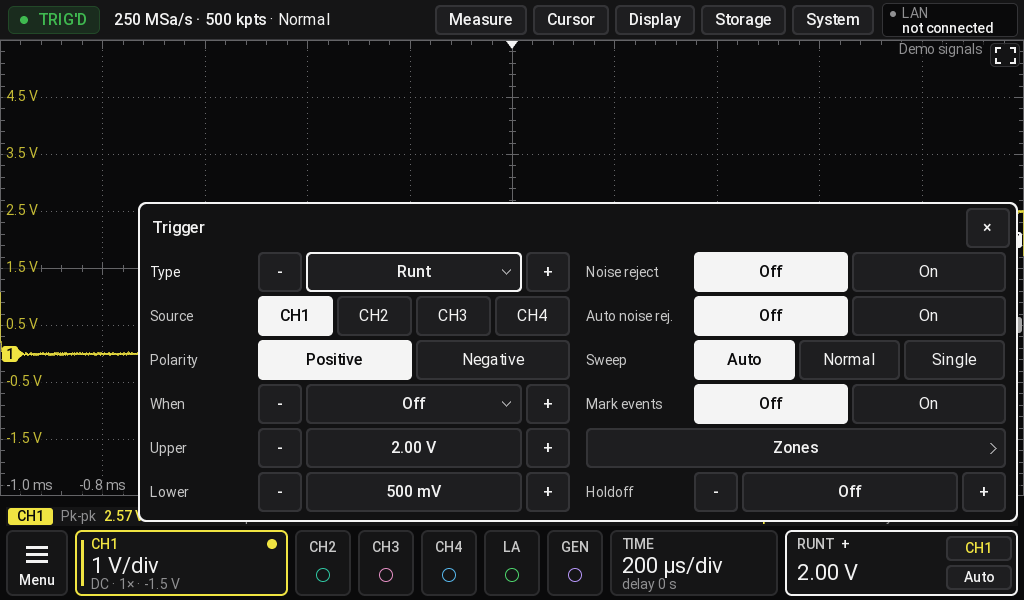 TRIG'D
250 MSa/s · 500 kpts · Normal
Measure
Cursor
Display
Storage
System
LAN
not connected
Demo signals
4.5 V
3.5 V
2.5 V
1.5 V
0.5 V
1
-0.5 V
-1.5 V
-1.0 ms
-0.8 ms
Trigger
×
Type
-
Runt
+
Noise reject
Off
On
Source
CH1
CH2
CH3
CH4
Auto noise rej.
Off
On
Polarity
Positive
Negative
Sweep
Auto
Normal
Single
When
-
Off
+
Mark events
Off
On
Upper
-
2.00 V
+
Zones
Lower
-
500 mV
+
Holdoff
-
Off
+
CH1
Pk-pk
2.57
Menu
CH1
1 V/div
DC · 1× · -1.5 V
CH2
CH3
CH4
LA
GEN
TIME
200 µs/div
delay 0 s
RUNT +
2.00 V
CH1
Auto